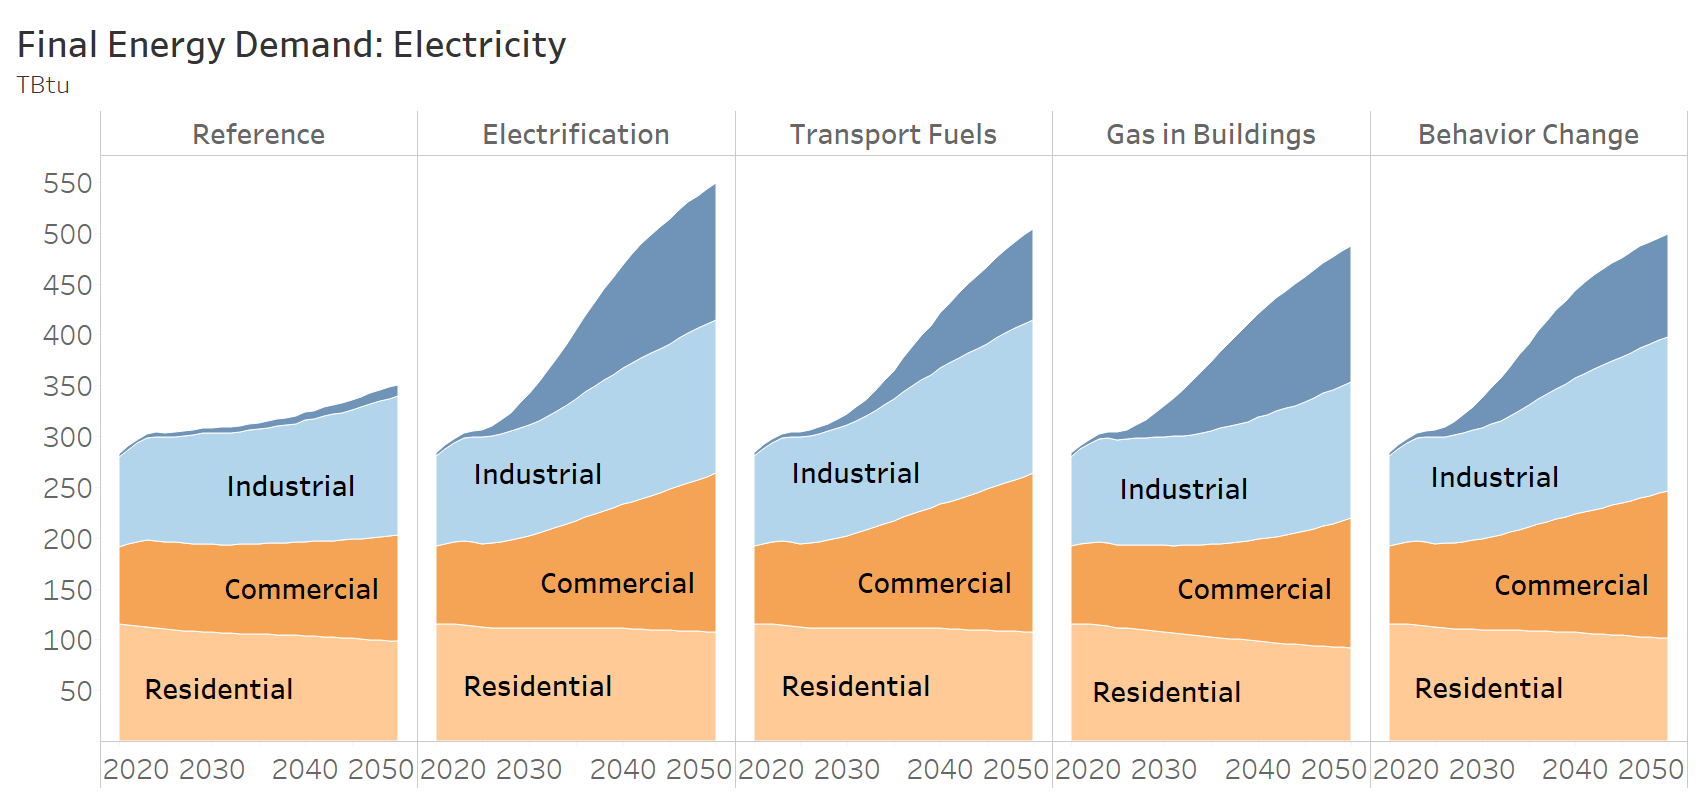 Final Energy Demand: Electricity
TBtu
Reference Electrification Transport Fuels Gas in Buildings Behavior Change
550
500
450
400
350
300
250
200
150
100
50
Industrial Industrial Industrial Industrial Industrial
Commercial Commercial Commercial Commercial Commercial
Residential Residential Residential Residential Residential
2020 2030 2040 2050 2020 2030 2040 2050 2020 2030 2040 2050 2020 2030 2040 2050 2020 2030 2040 2050